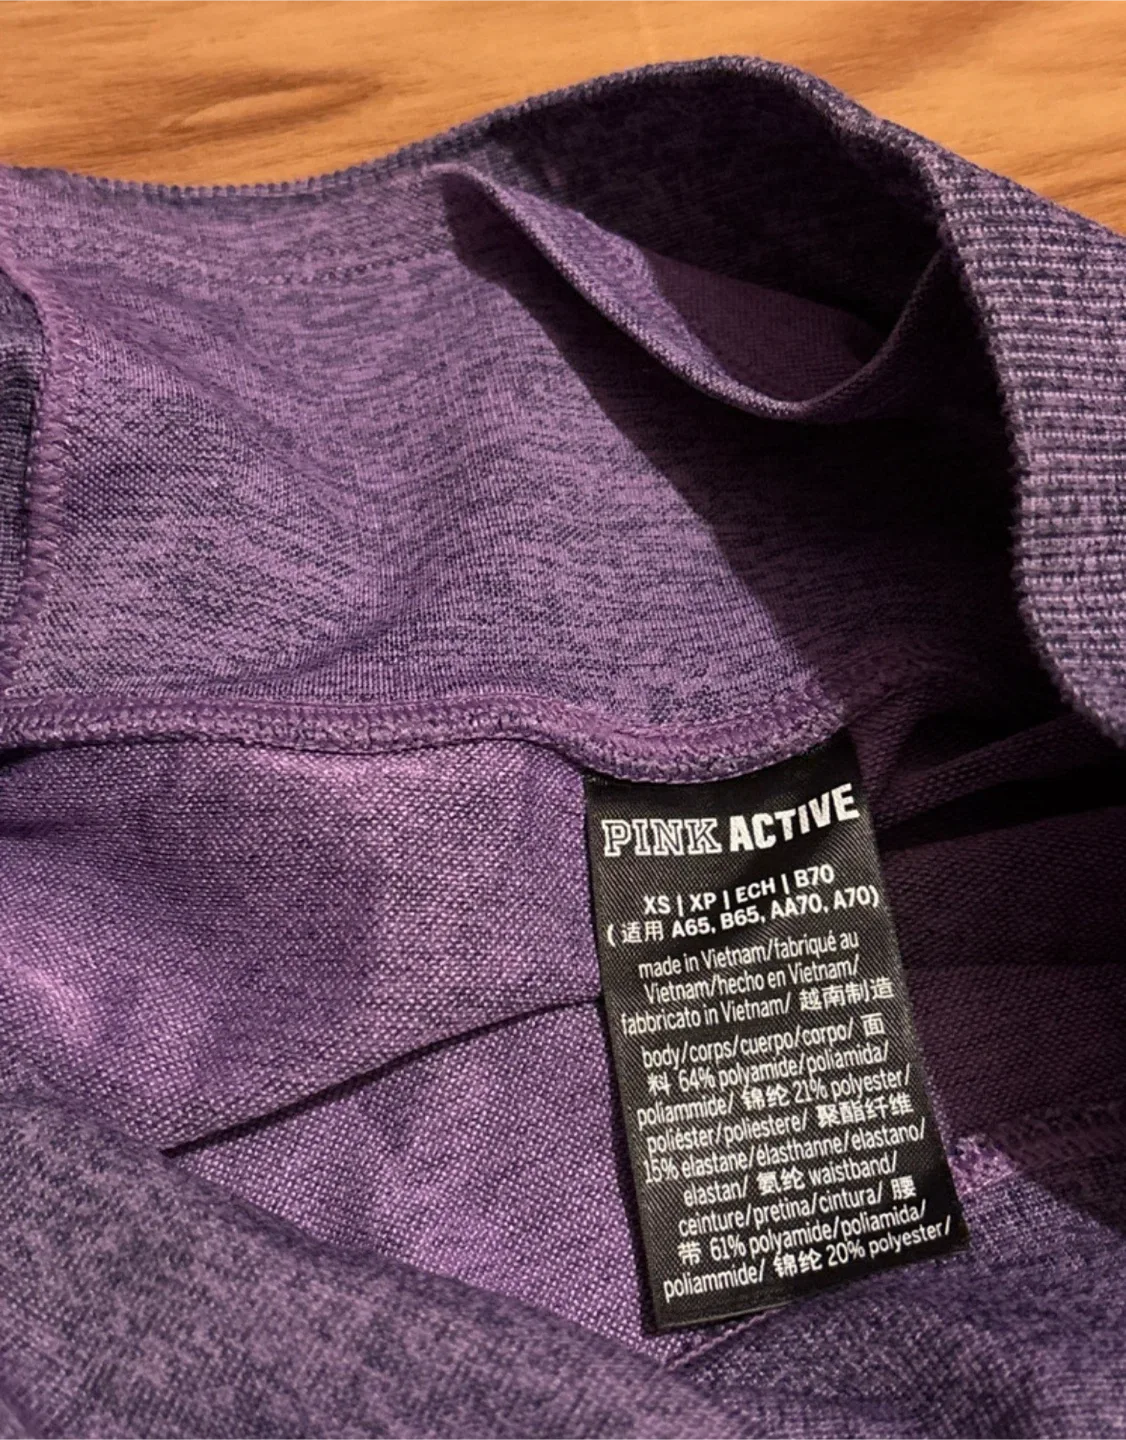 PINK ACTIVE
XS | XP | ECH | B70
( 适用 A65, B65, AA70, A70)
made in Vietnam/fabriqué au
Vietnam/hecho en Vietnam/
fabbricato in Vietnam/ 越南制造
body/corps/cuerpo/corpo/ 面
料 64% polyamide/poliamida/
poliammide/ 锦纶 21% polyester/
poliéster/poliestere/ 聚酯纤维
15% elastane/élasthanne/elastano/
elastan/ 氨纶 waistband/
ceinture/pretina/cintura/ 腰
带 61% polyamide/poliamida/
poliammide/ 锦纶 20% polyester/